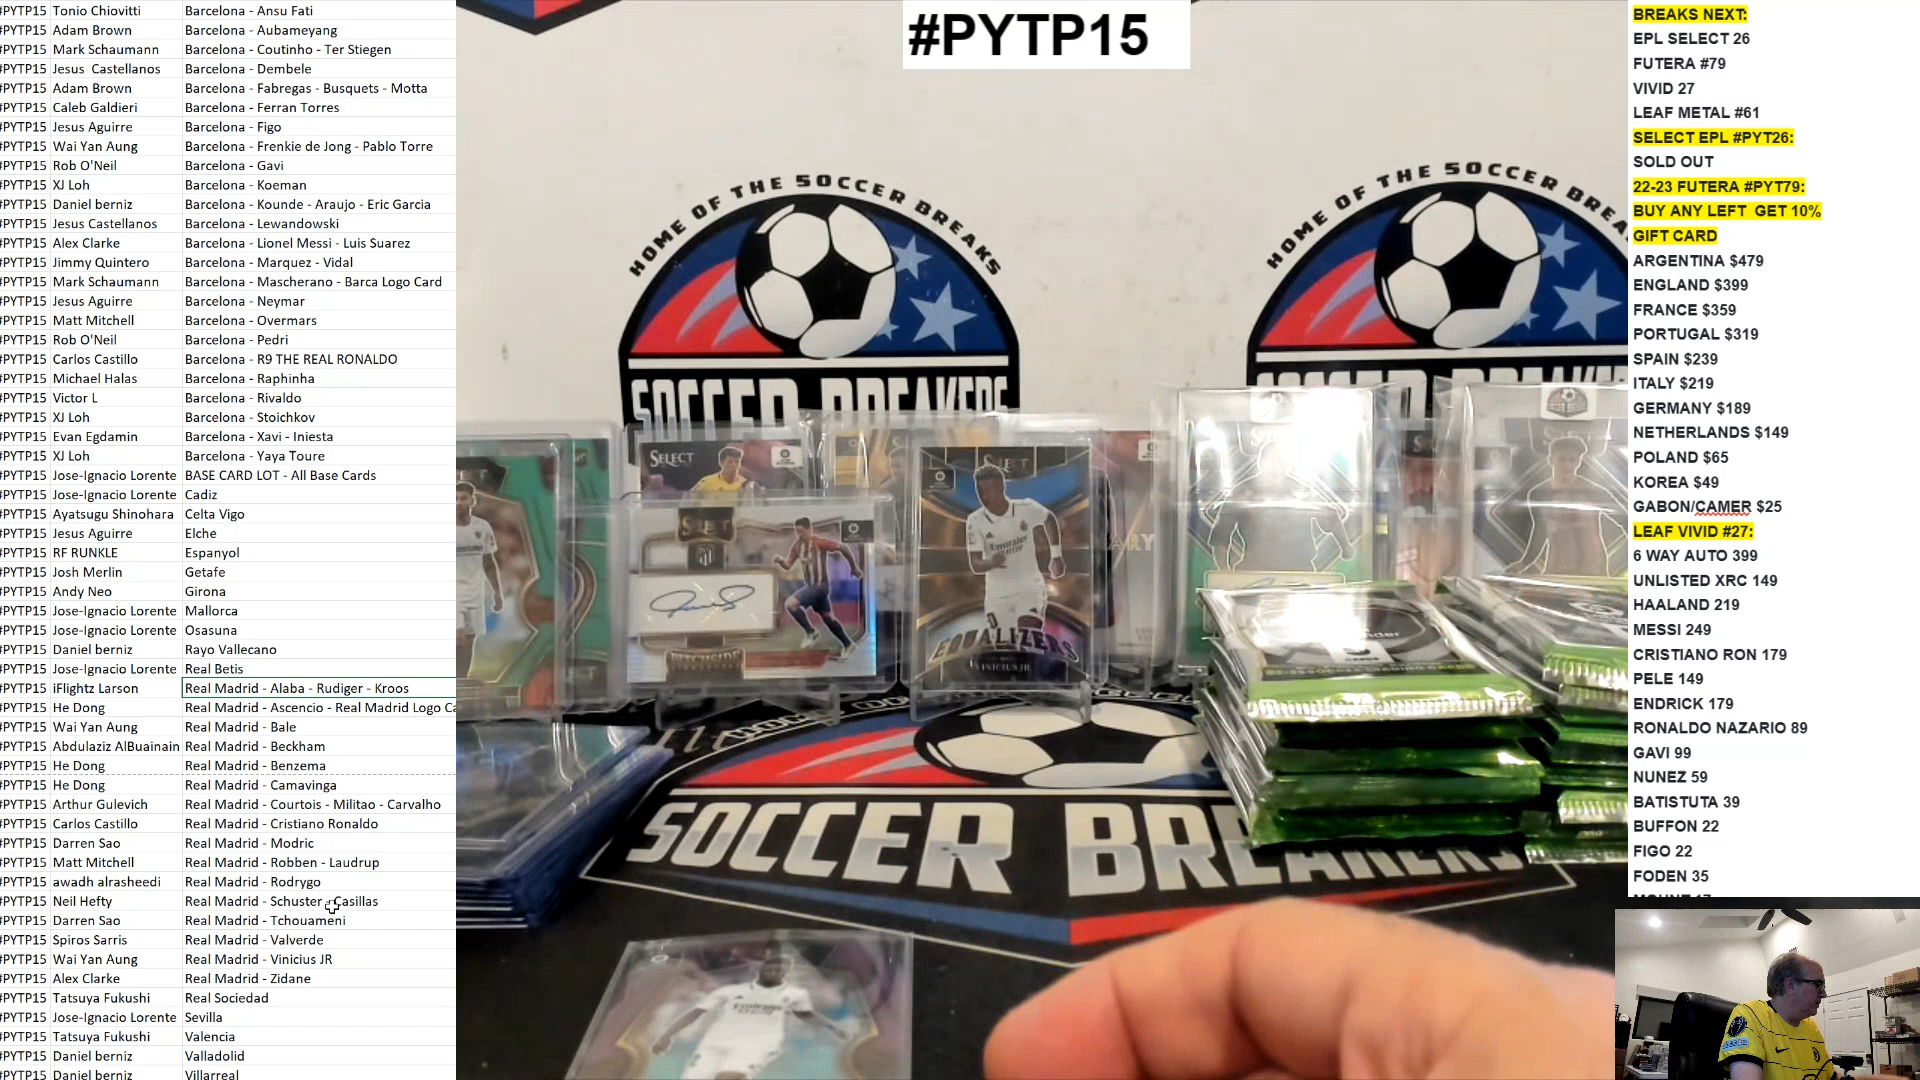 #PYTP15 Tonio Chiovitti Barcelona - Ansu Fati
#PYTP15 Adam Brown Barcelona - Aubameyang
#PYTP15 Mark Schaumann Barcelona - Coutinho - Ter Stiegen
#PYTP15 Jesus Castellanos Barcelona - Dembele
#PYTP15 Adam Brown Barcelona - Fabregas - Busquets - Motta
#PYTP15 Caleb Galdieri Barcelona - Ferran Torres
#PYTP15 Jesus Aguirre Barcelona - Figo
#PYTP15 Wai Yan Aung Barcelona - Frenkie de Jong - Pablo Torre
#PYTP15 Rob O'Neil Barcelona - Gavi
#PYTP15 XJ Loh Barcelona - Koeman
#PYTP15 Daniel berniz Barcelona - Kounde - Araujo - Eric Garcia
#PYTP15 Jesus Castellanos Barcelona - Lewandowski
#PYTP15 Alex Clarke Barcelona - Lionel Messi - Luis Suarez
#PYTP15 Jimmy Quintero Barcelona - Marquez - Vidal
#PYTP15 Mark Schaumann Barcelona - Mascherano - Barca Logo Card
#PYTP15 Jesus Aguirre Barcelona - Neymar
#PYTP15 Matt Mitchell Barcelona - Overmars
#PYTP15 Rob O'Neil Barcelona - Pedri
#PYTP15 Carlos Castillo Barcelona - R9 THE REAL RONALDO
#PYTP15 Michael Halas Barcelona - Raphinha
#PYTP15 Victor L Barcelona - Rivaldo
#PYTP15 XJ Loh Barcelona - Stoichkov
#PYTP15 Evan Egdamin Barcelona - Xavi - Iniesta
#PYTP15 XJ Loh Barcelona - Yaya Toure
#PYTP15 Jose-Ignacio Lorente BASE CARD LOT - All Base Cards
#PYTP15 Jose-Ignacio Lorente Cadiz
#PYTP15 Ayatsugu Shinohara Celta Vigo
#PYTP15 Jesus Aguirre Elche
#PYTP15 RF RUNKLE Espanyol
#PYTP15 Josh Merlin Getafe
#PYTP15 Andy Neo Girona
#PYTP15 Jose-Ignacio Lorente Mallorca
#PYTP15 Jose-Ignacio Lorente Osasuna
#PYTP15 Daniel berniz Rayo Vallecano
#PYTP15 Jose-Ignacio Lorente Real Betis
#PYTP15 iFlightz Larson Real Madrid - Alaba - Rudiger - Kroos
#PYTP15 He Dong Real Madrid - Ascencio - Real Madrid Logo Ca
#PYTP15 Wai Yan Aung Real Madrid - Bale
#PYTP15 Abdulaziz AlBuainain Real Madrid - Beckham
#PYTP15 He Dong Real Madrid - Benzema
#PYTP15 He Dong Real Madrid - Camavinga
#PYTP15 Arthur Gulevich Real Madrid - Courtois - Militao - Carvalho
#PYTP15 Carlos Castillo Real Madrid - Cristiano Ronaldo
#PYTP15 Darren Sao Real Madrid - Modric
#PYTP15 Matt Mitchell Real Madrid - Robben - Laudrup
#PYTP15 awadh alrasheedi Real Madrid - Rodrygo
#PYTP15 Neil Hefty Real Madrid - Schuster - Casillas
#PYTP15 Darren Sao Real Madrid - Tchouameni
#PYTP15 Spiros Sarris Real Madrid - Valverde
#PYTP15 Wai Yan Aung Real Madrid - Vinicius JR
#PYTP15 Alex Clarke Real Madrid - Zidane
#PYTP15 Tatsuya Fukushi Real Sociedad
#PYTP15 Jose-Ignacio Lorente Sevilla
#PYTP15 Tatsuya Fukushi Valencia
#PYTP15 Daniel berniz Valladolid
#PYTP15 Daniel berniz Villarreal
#PYTP15
HOME OF THE SOCCER BREAKS
SOCCER BREAKERS
HOME OF THE SOCCER BREA
SOCCER BREAKERS
SELECT
SELECT
SELECT
PITCHSIDE
EQUALIZERS
VINICIUS JR
SOCCER BREAKERS
BREAKS NEXT:
EPL SELECT 26
FUTERA #79
VIVID 27
LEAF METAL #61
SELECT EPL #PYT26:
SOLD OUT
22-23 FUTERA #PYT79:
BUY ANY LEFT GET 10%
GIFT CARD
ARGENTINA $479
ENGLAND $399
FRANCE $359
PORTUGAL $319
SPAIN $239
ITALY $219
GERMANY $189
NETHERLANDS $149
POLAND $65
KOREA $49
GABON/CAMER $25
LEAF VIVID #27:
6 WAY AUTO 399
UNLISTED XRC 149
HAALAND 219
MESSI 249
CRISTIANO RON 179
PELE 149
ENDRICK 179
RONALDO NAZARIO 89
GAVI 99
NUNEZ 59
BATISTUTA 39
BUFFON 22
FIGO 22
FODEN 35